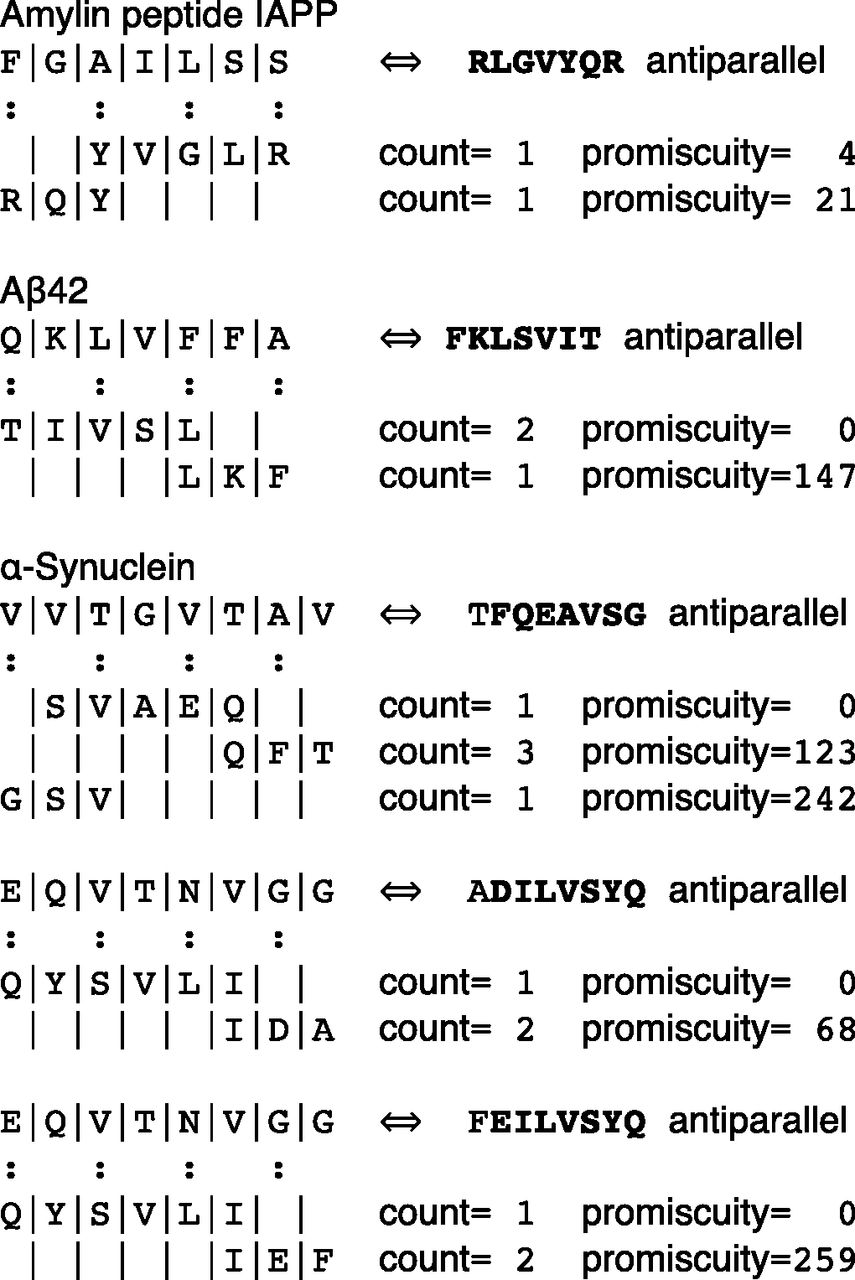 Amylin peptide IAPP
F|G|A|I|L|S|S ⇔ RLGVYQR antiparallel
: : : :
| |Y|V|G|L|R count= 1 promiscuity= 4
R|Q|Y| | | | count= 1 promiscuity= 21
Aβ42
Q|K|L|V|F|F|A ⇔ FKLSVIT antiparallel
: : : :
T|I|V|S|L| | count= 2 promiscuity= 0
| | | |L|K|F count= 1 promiscuity=147
α-Synuclein
V|V|T|G|V|T|A|V ⇔ TFQEAVSG antiparallel
: : : :
|S|V|A|E|Q| | count= 1 promiscuity= 0
| | | | |Q|F|T count= 3 promiscuity=123
G|S|V| | | | | count= 1 promiscuity=242
E|Q|V|T|N|V|G|G ⇔ ADILVSYQ antiparallel
: : : :
Q|Y|S|V|L|I| | count= 1 promiscuity= 0
| | | | |I|D|A count= 2 promiscuity= 68
E|Q|V|T|N|V|G|G ⇔ FEILVSYQ antiparallel
: : : :
Q|Y|S|V|L|I| | count= 1 promiscuity= 0
| | | | |I|E|F count= 2 promiscuity=259